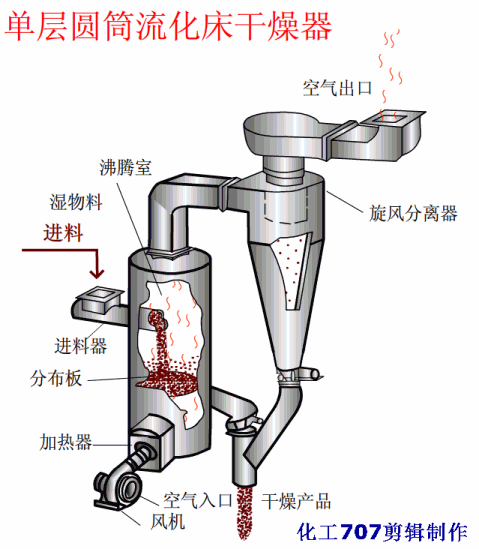 单层圆筒流化床干燥器
空气出口
沸腾室
湿物料
旋风分离器
进料
进料器
分布板
加热器
空气入口
干燥产品
风机
化工707剪辑制作